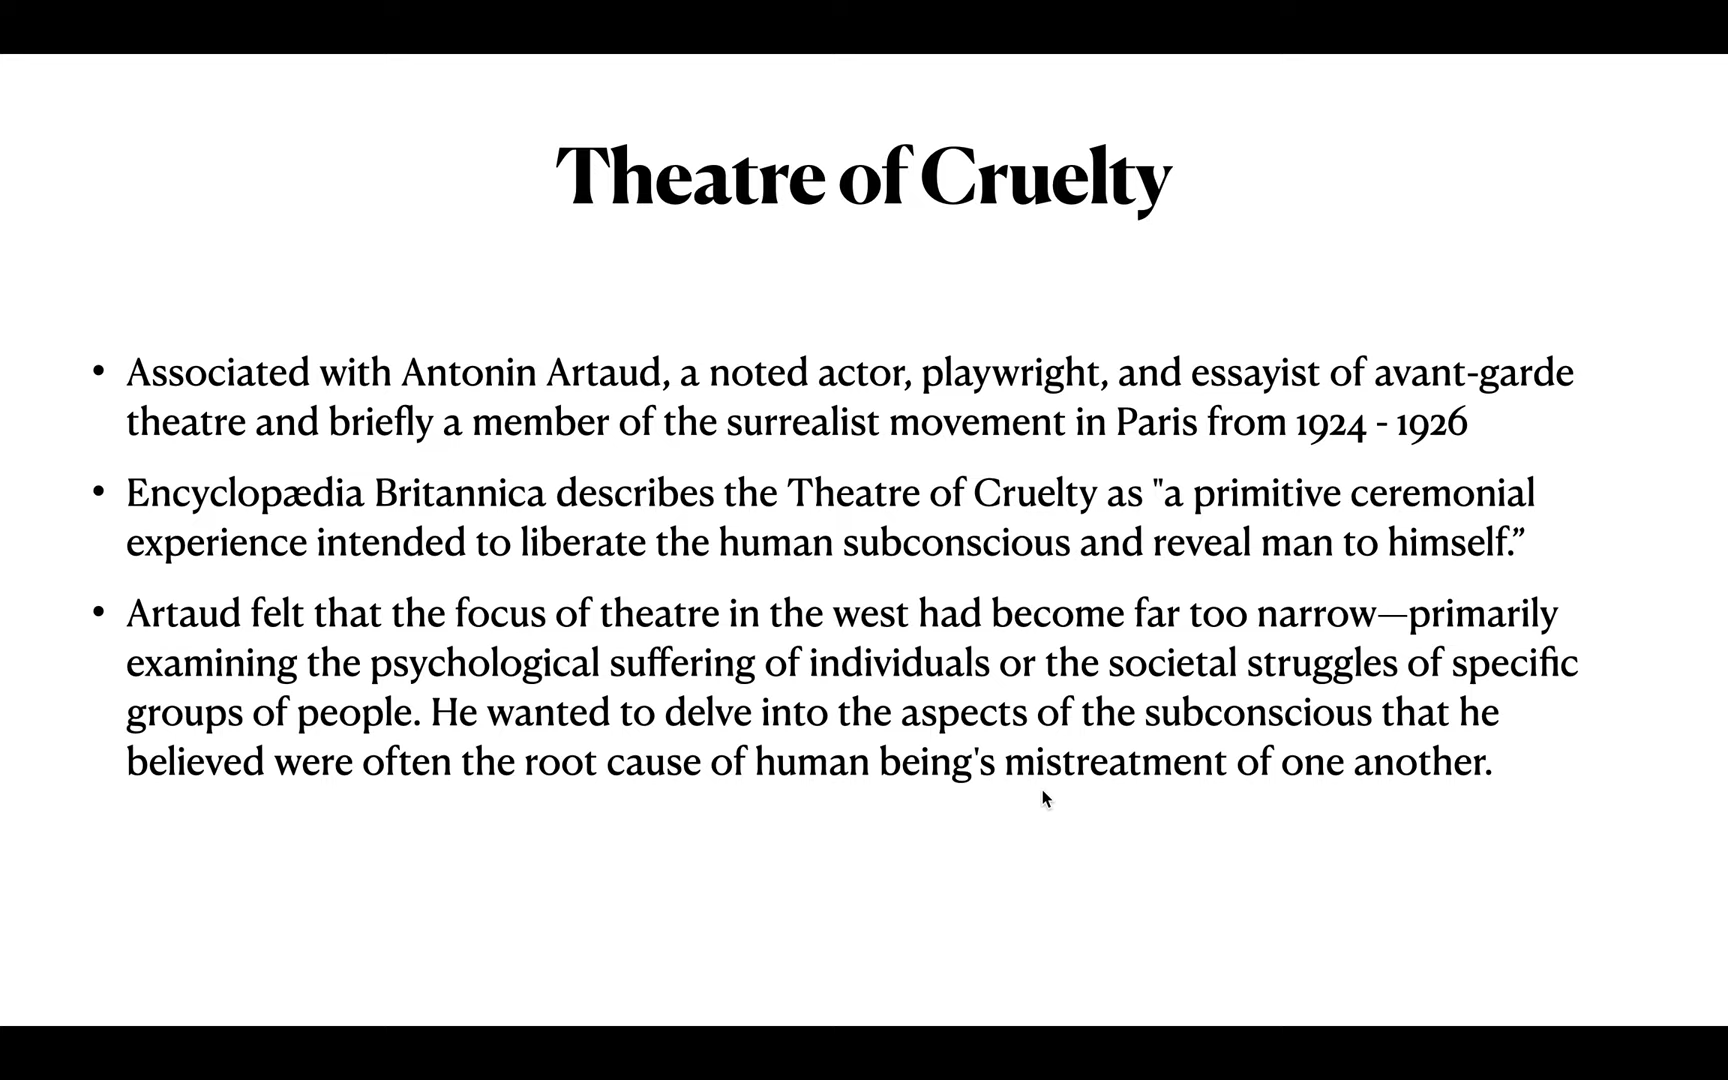 Theatre of Cruelty
• Associated with Antonin Artaud, a noted actor, playwright, and essayist of avant-garde
theatre and briefly a member of the surrealist movement in Paris from 1924 - 1926
• Encyclopædia Britannica describes the Theatre of Cruelty as "a primitive ceremonial
experience intended to liberate the human subconscious and reveal man to himself.”
• Artaud felt that the focus of theatre in the west had become far too narrow—primarily
examining the psychological suffering of individuals or the societal struggles of specific
groups of people. He wanted to delve into the aspects of the subconscious that he
believed were often the root cause of human being's mistreatment of one another.